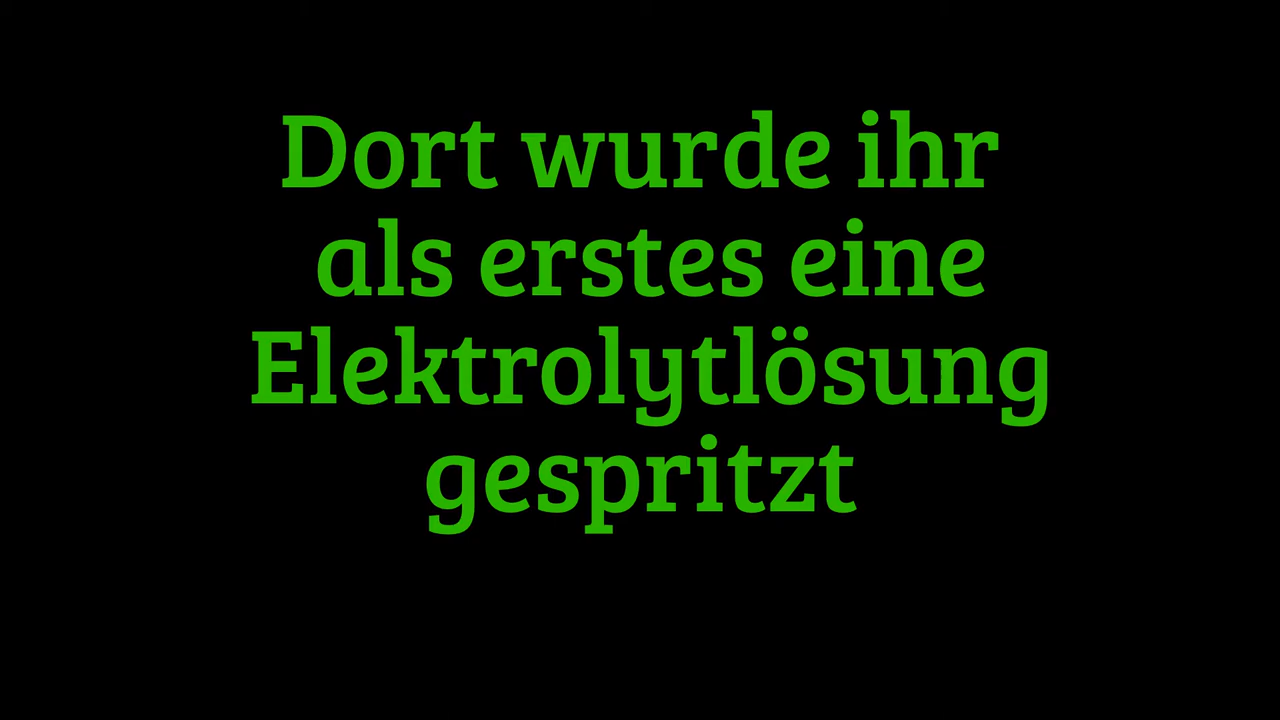 Dort wurde ihr
als erstes eine
Elektrolytlösung
gespritzt